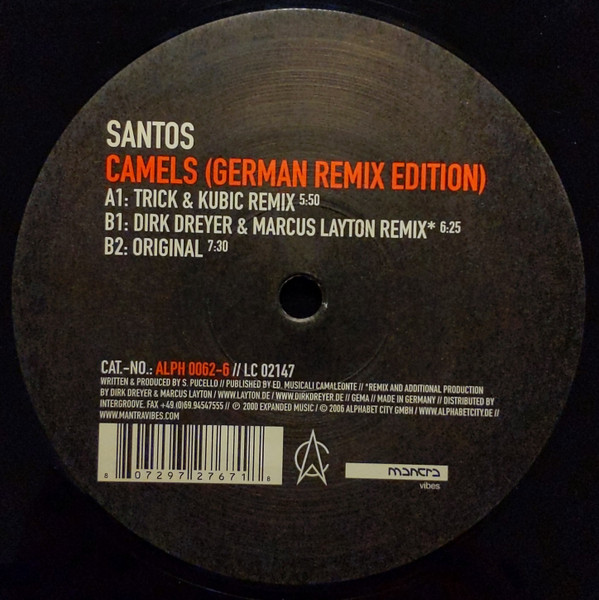 SANTOS
CAMELS (GERMAN REMIX EDITION)
A1: TRICK & KUBIC REMIX 5:50
B1: DIRK DREYER & MARCUS LAYTON REMIX* 6:25
B2: ORIGINAL 7:30
CAT.-NO.: ALPH 0062-6 // LC 02147
WRITTEN & PRODUCED BY S. PUCELLO // PUBLISHED BY ED. MUSICALI CAMALEONTE // *REMIX AND ADDITIONAL PRODUCTION
BY DIRK DREYER & MARCUS LAYTON / WWW.LAYTON.DE / WWW.DIRKDREYER.DE // GEMA // MADE IN GERMANY // DISTRIBUTED BY
INTERGROOVE. FAX +49.(0)69.94547555 // ℗ 2000 EXPANDED MUSIC / © 2006 ALPHABET CITY GMBH / WWW.ALPHABETCITY.DE //
WWW.MANTRAVIBES.COM
8 07297 27671 8
mantra
vibes